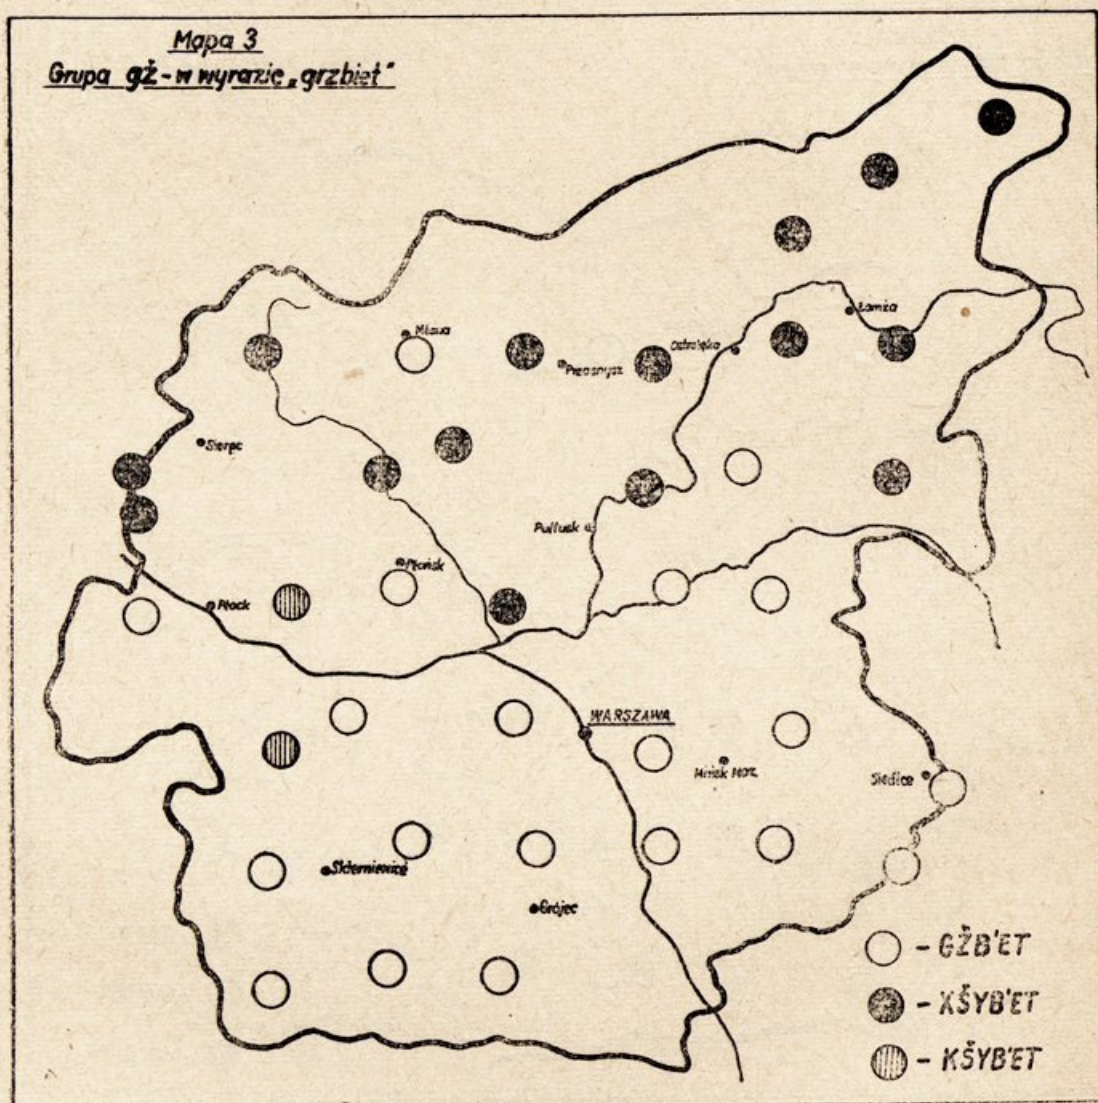 Mapa 3
Grupa gž-w wyrazie „grzbiet"
Łomża
Mława
Ostrołęka
Przasnysz
Sierpc
Pułtusk
Płońsk
Płock
WARSZAWA
Mińsk Maz.
Siedlce
Skierniewice
Grójec
- GŽB'ET
- XŠYB'ET
- KŠYB'ET